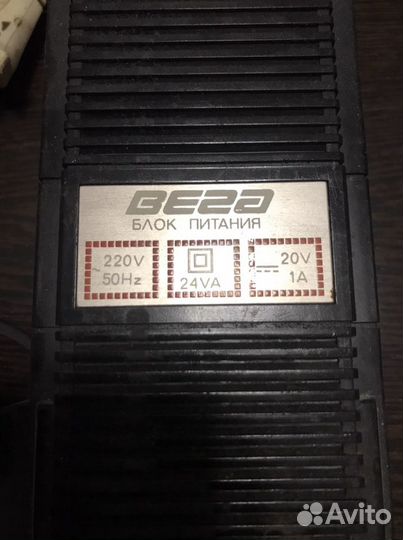 ВЕГА
БЛОК ПИТАНИЯ
220V
~ 50Hz
24VA
20V
1A
Avito